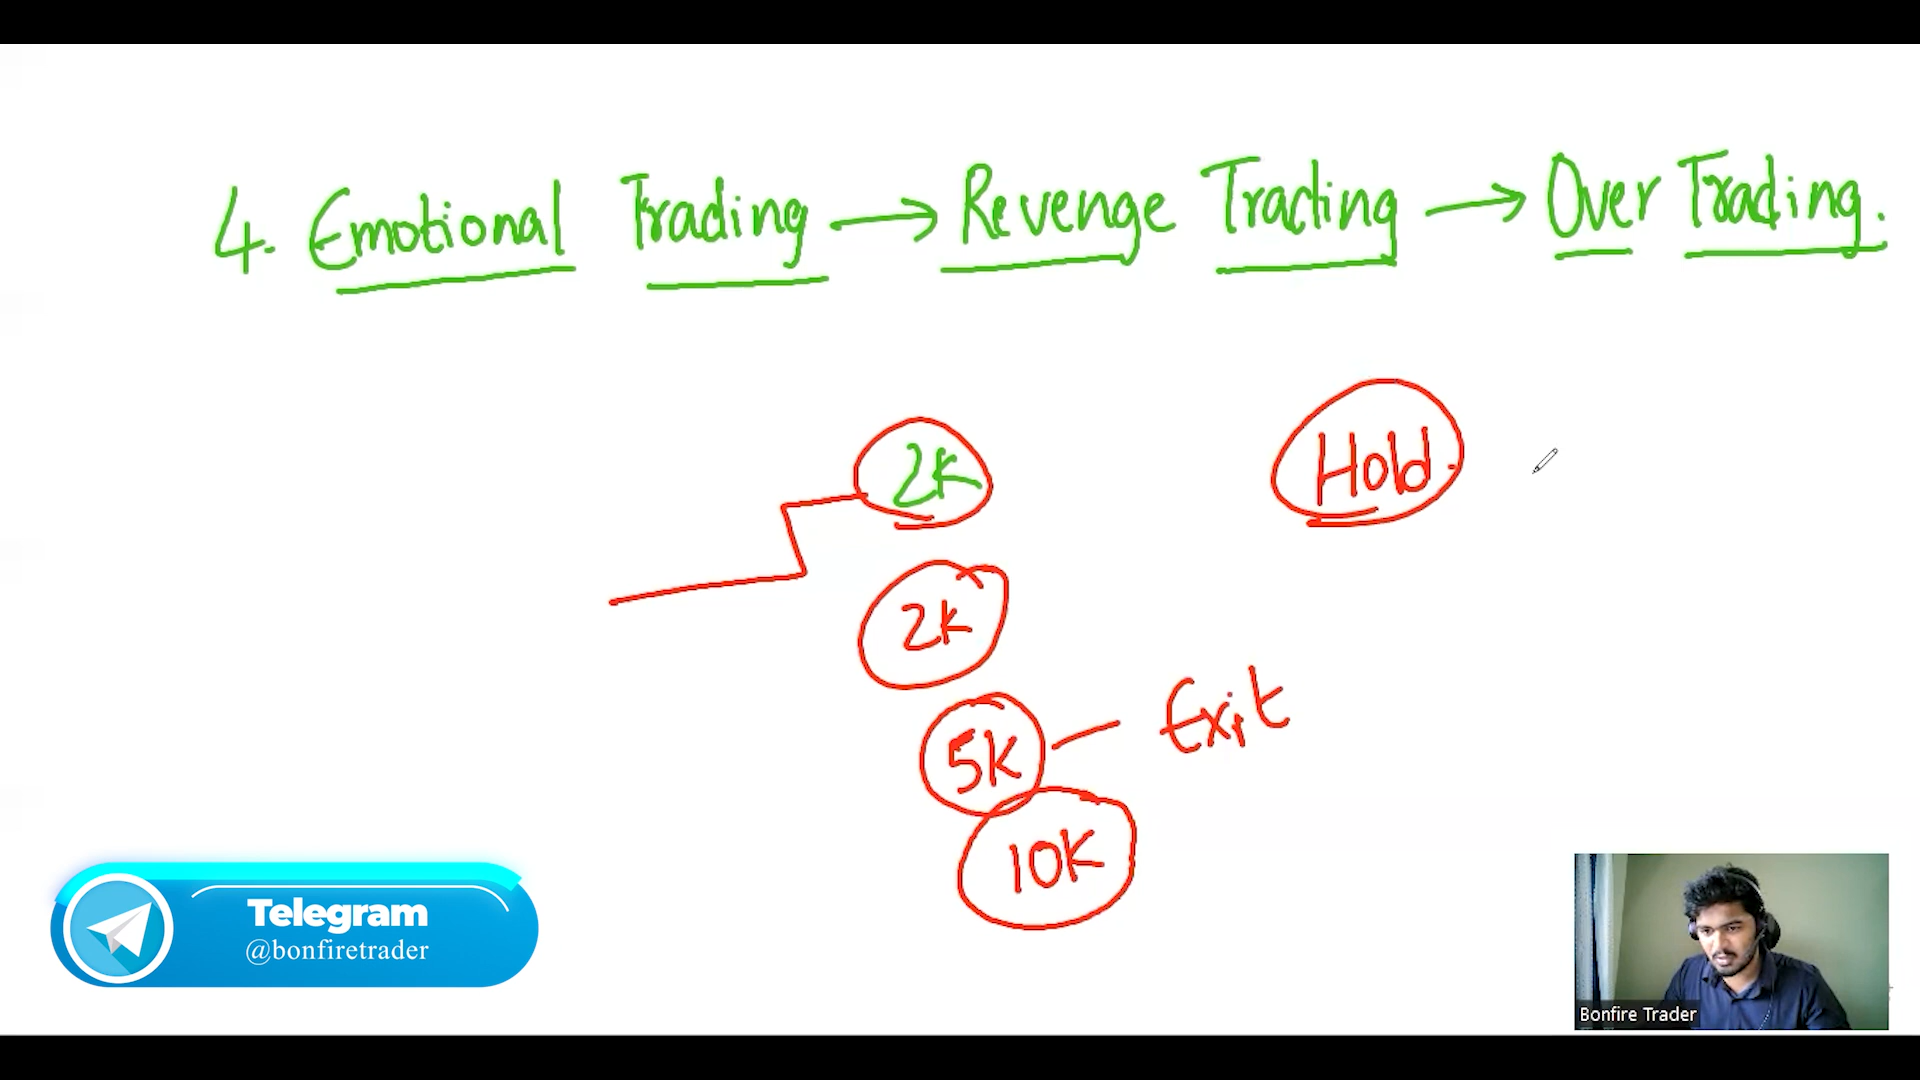 4. Emotional Trading → Revenge Trading → Over Trading.
2K
Hold.
2K
5K — Exit
10K
Telegram
@bonfiretrader
Bonfire Trader